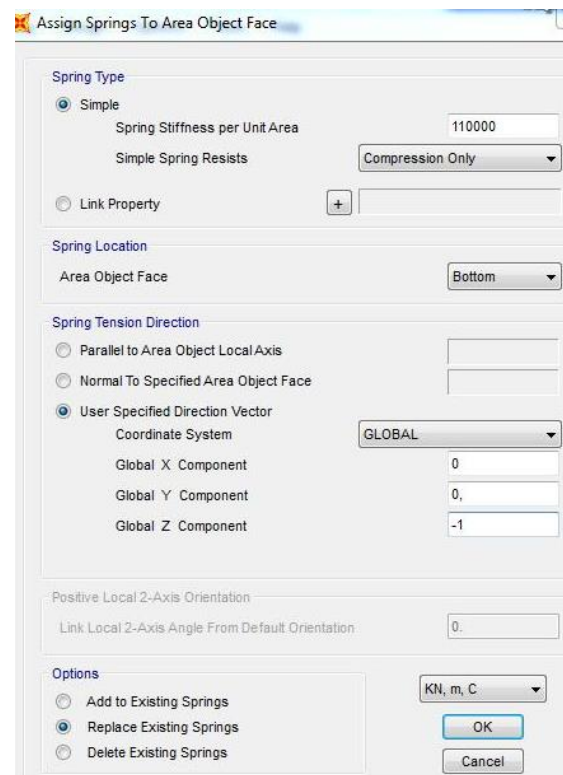 Assign Springs To Area Object Face
Spring Type
Simple
Spring Stiffness per Unit Area 110000
Simple Spring Resists Compression Only
Link Property +
Spring Location
Area Object Face Bottom
Spring Tension Direction
Parallel to Area Object Local Axis
Normal To Specified Area Object Face
User Specified Direction Vector
Coordinate System GLOBAL
Global X Component 0
Global Y Component 0,
Global Z Component -1
Positive Local 2-Axis Orientation
Link Local 2-Axis Angle From Default Orientation 0.
Options
Add to Existing Springs
Replace Existing Springs
Delete Existing Springs
KN, m, C
OK
Cancel